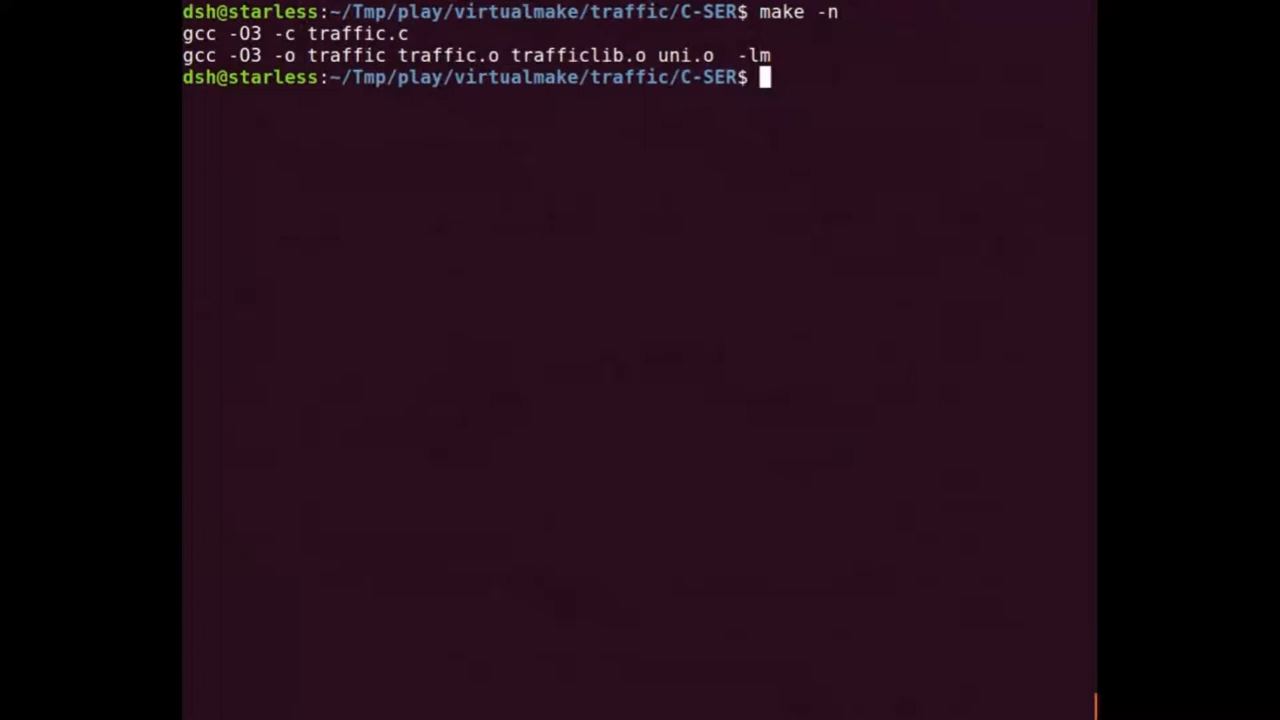 dsh@starless:~/Tmp/play/virtualmake/traffic/C-SER$ make -n
gcc -O3 -c traffic.c
gcc -O3 -o traffic traffic.o trafficlib.o uni.o  -lm
dsh@starless:~/Tmp/play/virtualmake/traffic/C-SER$